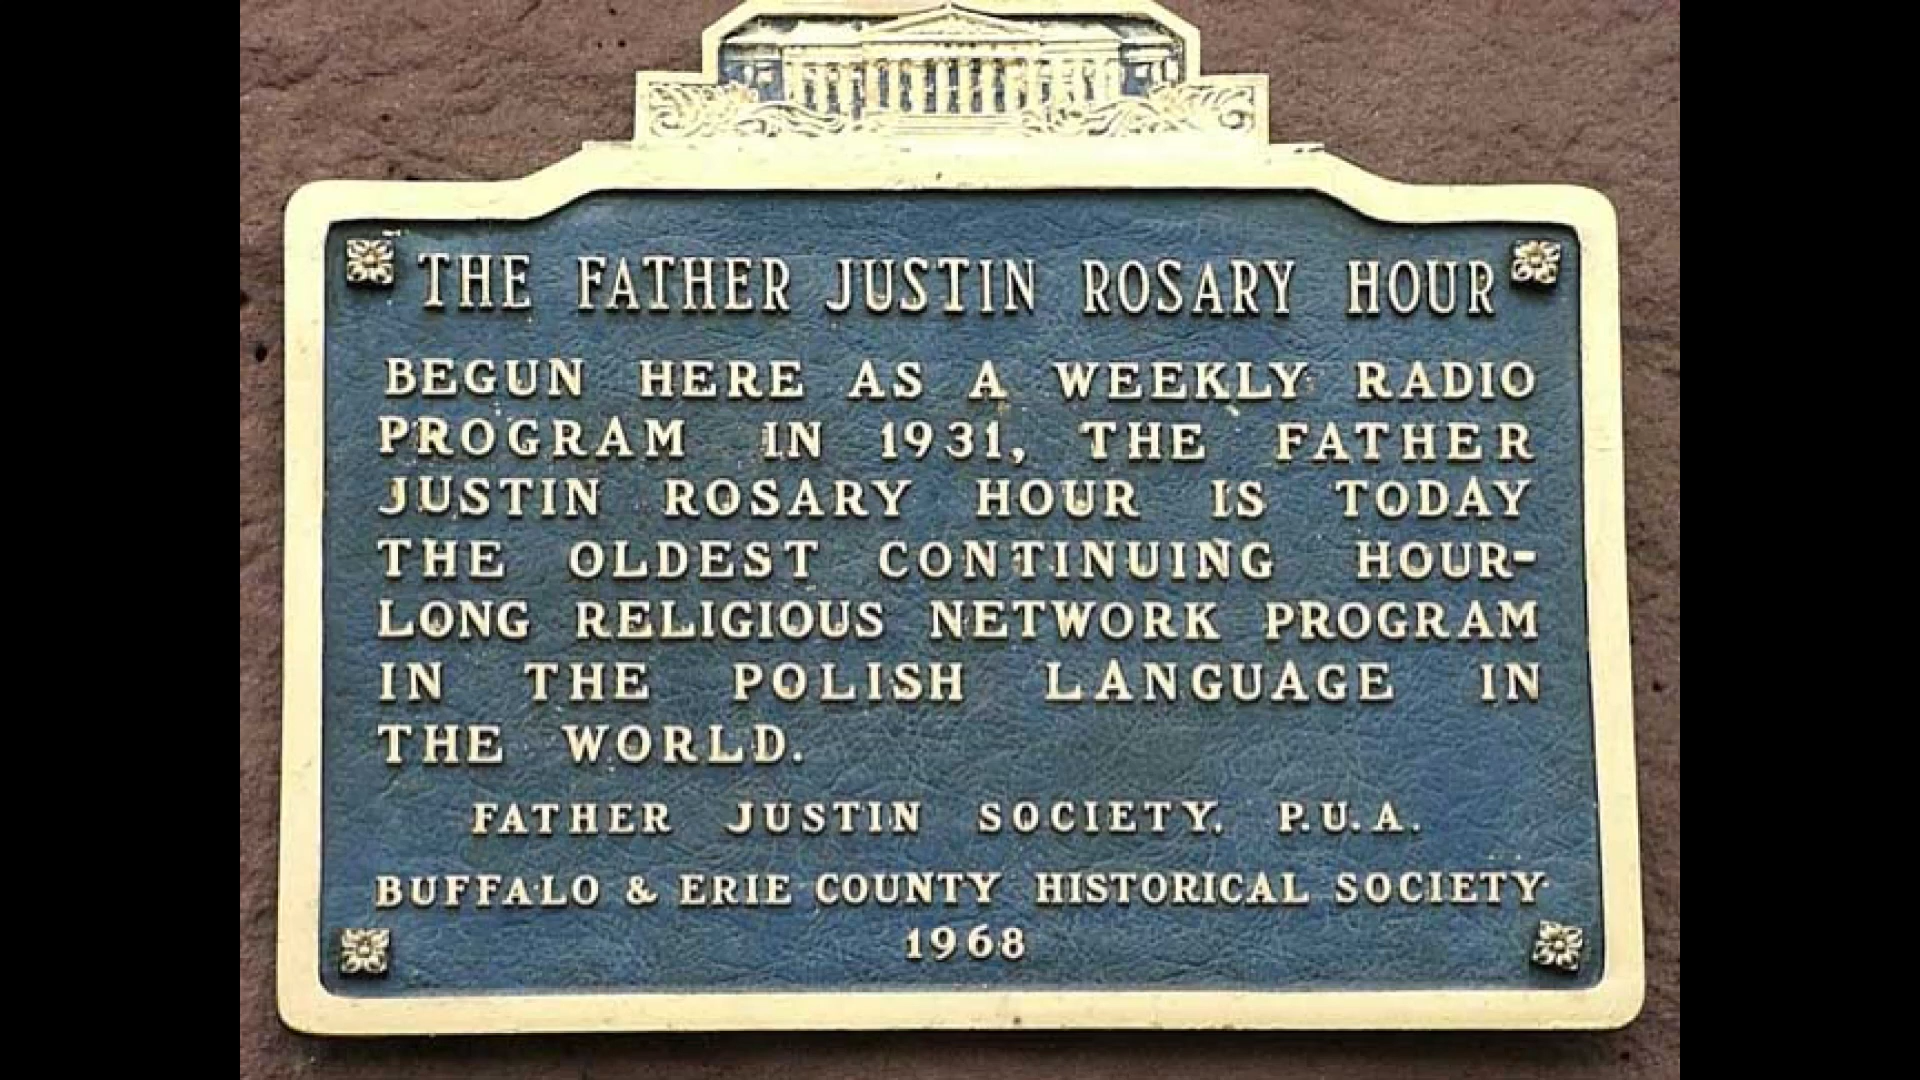 THE FATHER JUSTIN ROSARY HOUR
BEGUN HERE AS A WEEKLY RADIO
PROGRAM IN 1931, THE FATHER
JUSTIN ROSARY HOUR IS TODAY
THE OLDEST CONTINUING HOUR-
LONG RELIGIOUS NETWORK PROGRAM
IN THE POLISH LANGUAGE IN
THE WORLD.
FATHER JUSTIN SOCIETY, P.U.A.
BUFFALO & ERIE COUNTY HISTORICAL SOCIETY
1968